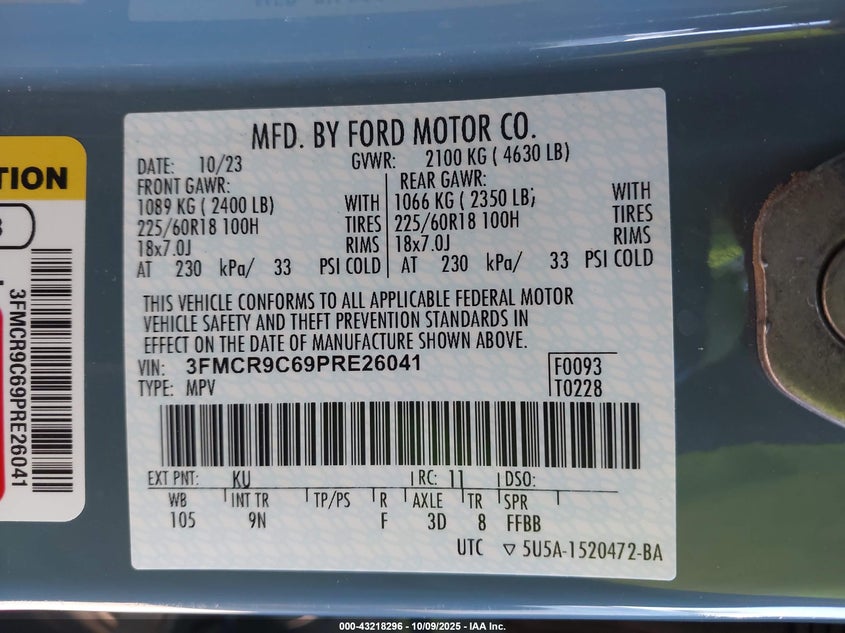 MFD. BY FORD MOTOR CO.
DATE: 10/23 GVWR: 2100 KG ( 4630 LB)
FRONT GAWR: REAR GAWR:
1089 KG ( 2400 LB) WITH 1066 KG ( 2350 LB; WITH
225/60R18 100H TIRES 225/60R18 100H TIRES
18x7.0J RIMS 18x7.0J RIMS
AT 230 kPa/ 33 PSI COLD AT 230 kPa/ 33 PSI COLD
THIS VEHICLE CONFORMS TO ALL APPLICABLE FEDERAL MOTOR
VEHICLE SAFETY AND THEFT PREVENTION STANDARDS IN
EFFECT ON THE DATE OF MANUFACTURE SHOWN ABOVE.
VIN: 3FMCR9C69PRE26041 F0093
TYPE: MPV T0228
EXT PNT: KU RC: 11 DSO:
WB INT TR TP/PS R AXLE TR SPR
105 9N F 3D 8 FFBB
UTC ▽ 5U5A-1520472-BA
TION
3FMCR9C69PRE26041
000-43218296 - 10/09/2025 - IAA Inc.